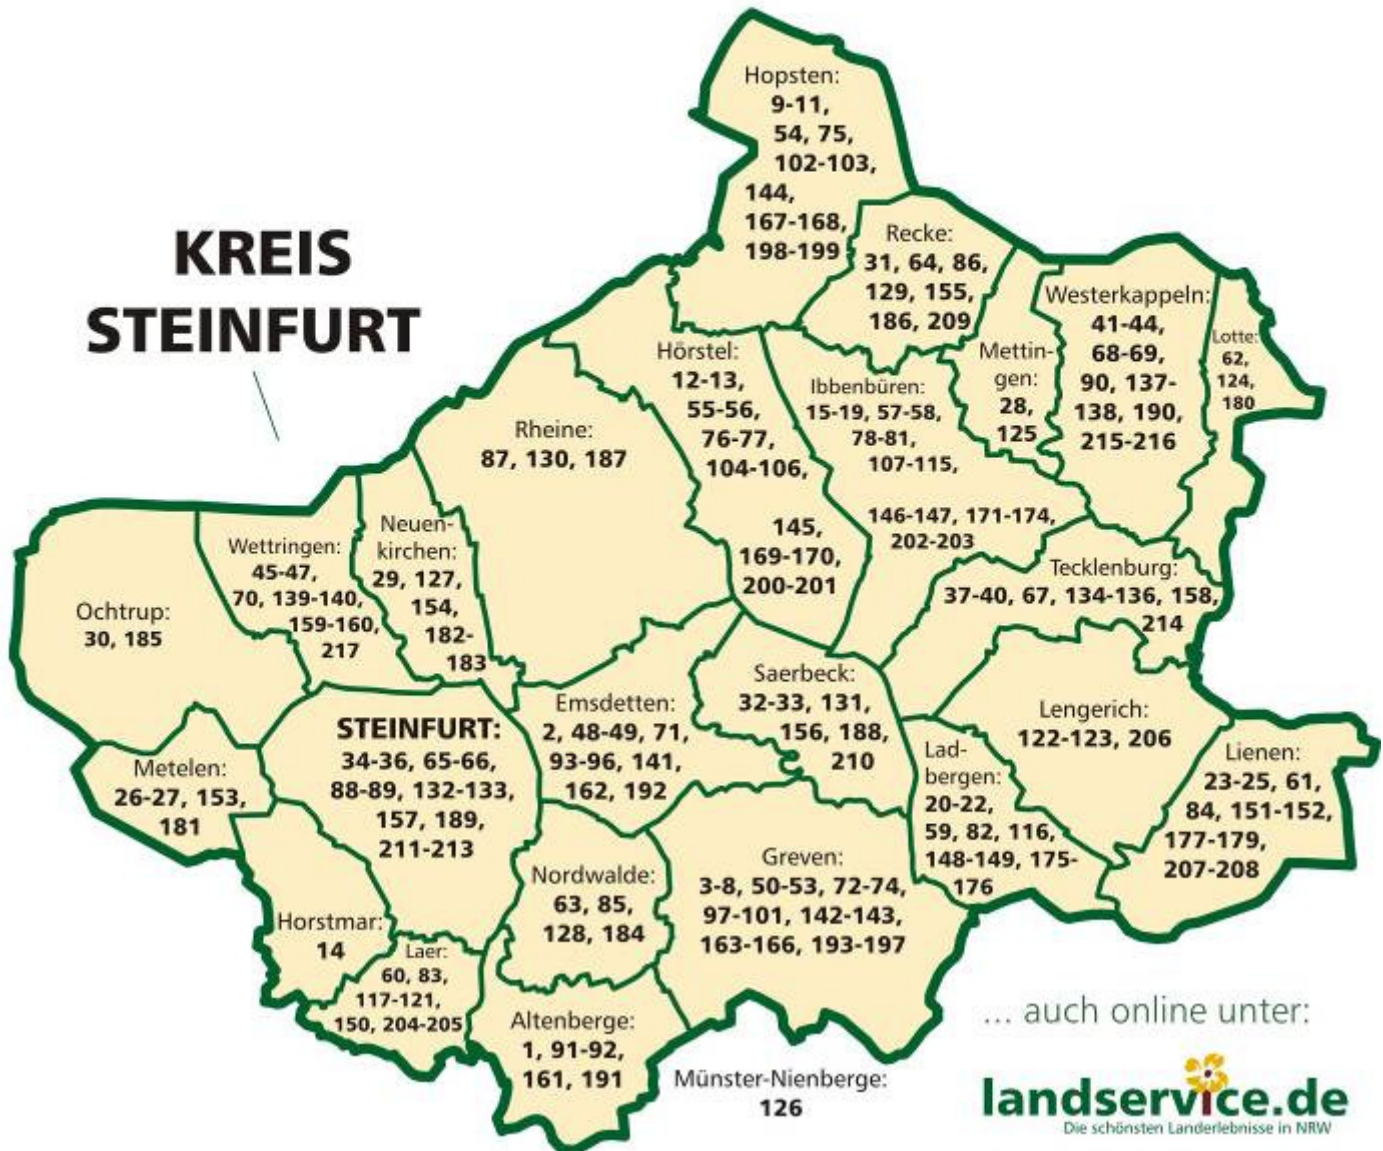 KREIS
STEINFURT
Hopsten:
9-11,
54, 75,
102-103,
144,
167-168,
198-199
Recke:
31, 64, 86,
129, 155,
186, 209
Mettin-
gen:
28,
125
Westerkappeln:
41-44,
68-69,
90, 137-
138, 190,
215-216
Lotte:
62,
124,
180
Hörstel:
12-13,
55-56,
76-77,
104-106,
145,
169-170,
200-201
Ibbenbüren:
15-19, 57-58,
78-81,
107-115,
146-147, 171-174,
202-203
Rheine:
87, 130, 187
Neuen-
kirchen:
29, 127,
154,
182-
183
Wettringen:
45-47,
70, 139-140,
159-160,
217
Ochtrup:
30, 185
Tecklenburg:
37-40, 67, 134-136, 158,
214
Saerbeck:
32-33, 131,
156, 188,
210
Emsdetten:
2, 48-49, 71,
93-96, 141,
162, 192
STEINFURT:
34-36, 65-66,
88-89, 132-133,
157, 189,
211-213
Metelen:
26-27, 153,
181
Lengerich:
122-123, 206
Lad-
bergen:
20-22,
59, 82, 116,
148-149, 175-
176
Lienen:
23-25, 61,
84, 151-152,
177-179,
207-208
Greven:
3-8, 50-53, 72-74,
97-101, 142-143,
163-166, 193-197
Nordwalde:
63, 85,
128, 184
Horstmar:
14
Laer:
60, 83,
117-121,
150, 204-205
Altenberge:
1, 91-92,
161, 191
Münster-Nienberge:
126
... auch online unter:
landservice.de
Die schönsten Landerlebnisse in NRW